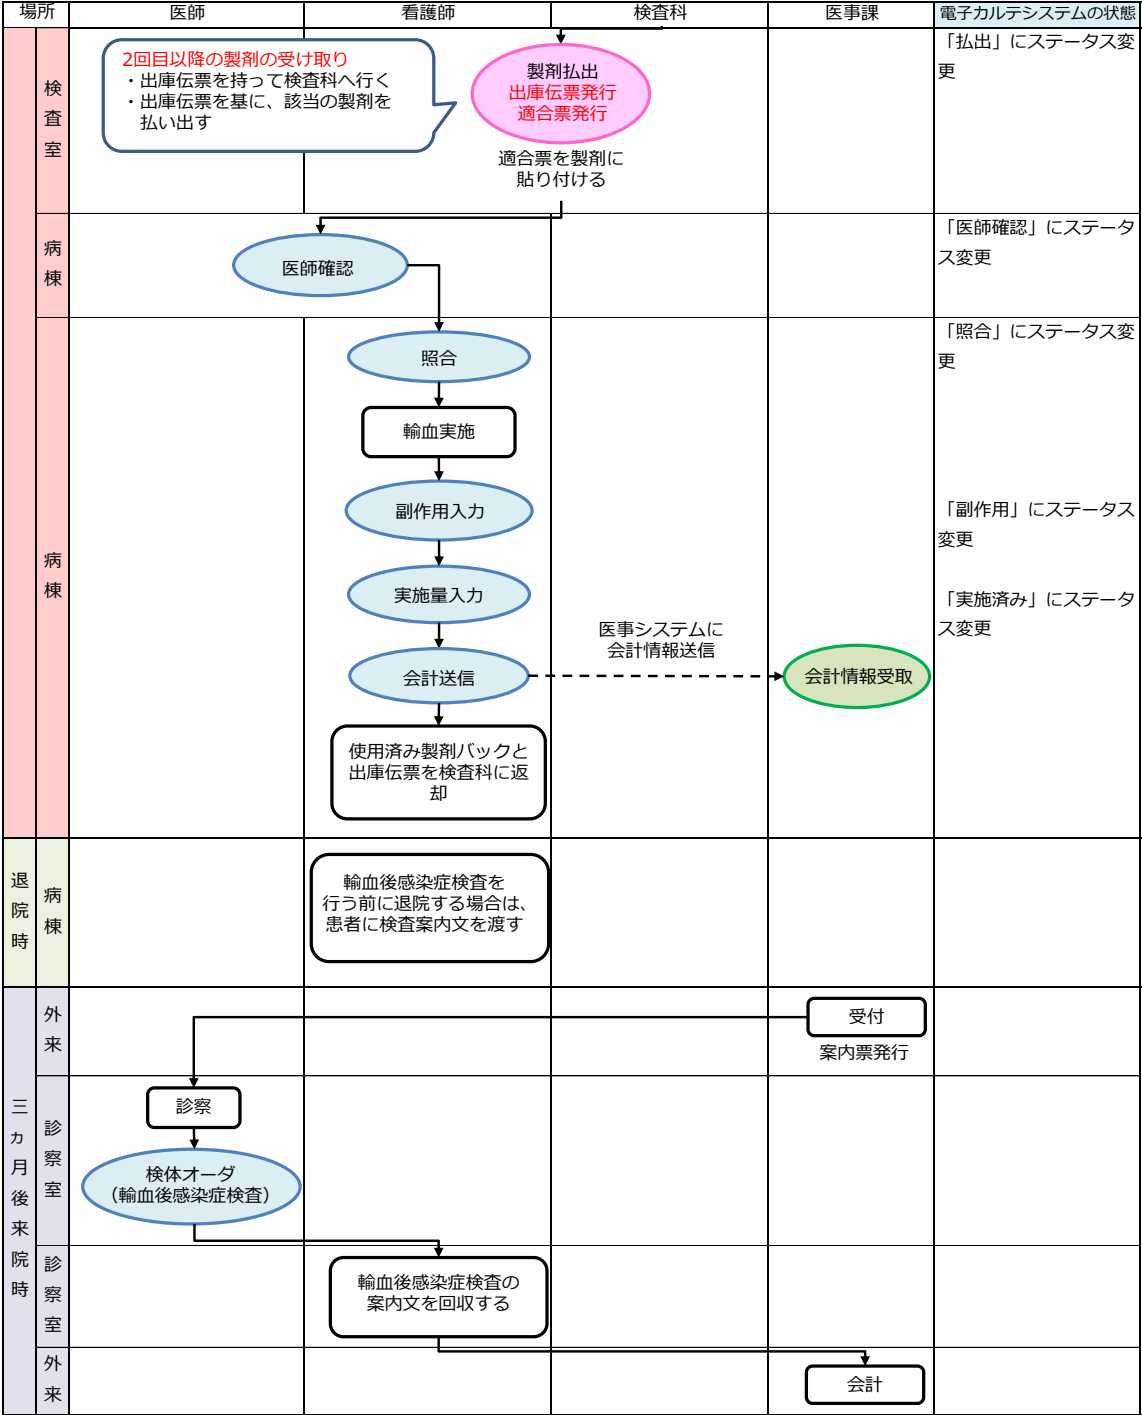 場所
医師
看護師
検査科
医事課
電子カルテシステムの状態
検
査
室
2回目以降の製剤の受け取り
・出庫伝票を持って検査科へ行く
・出庫伝票を基に、該当の製剤を
払い出す
製剤払出
出庫伝票発行
適合票発行
適合票を製剤に
貼り付ける
「払出」にステータス変
更
病
棟
医師確認
「医師確認」にステータ
ス変更
病
棟
照合
「照合」にステータス変
更
輸血実施
副作用入力
「副作用」にステータス
変更
実施量入力
「実施済み」にステータ
ス変更
医事システムに
会計情報送信
会計送信
会計情報受取
使用済み製剤バックと
出庫伝票を検査科に返
却
退
院
時
病
棟
輸血後感染症検査を
行う前に退院する場合は、
患者に検査案内文を渡す
三
カ
月
後
来
院
時
外
来
受付
案内票発行
診
察
室
診察
検体オーダ
（輸血後感染症検査）
診
察
室
輸血後感染症検査の
案内文を回収する
外
来
会計